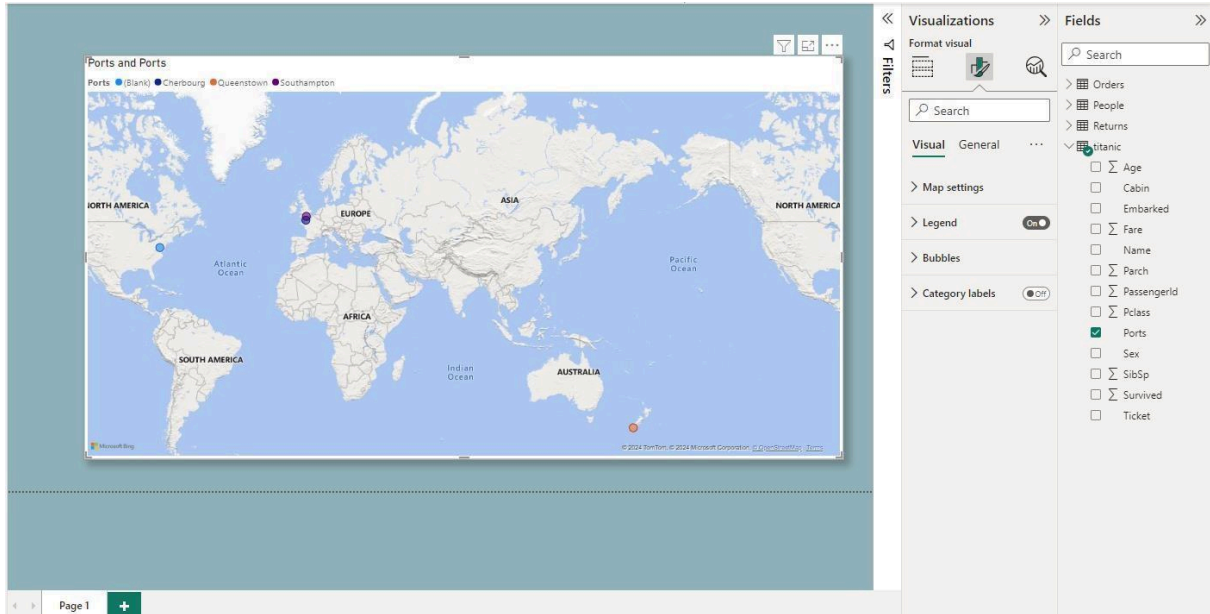 Ports and Ports
Ports (Blank) Cherbourg Queenstown Southampton
NORTH AMERICA
EUROPE
ASIA
NORTH AMERICA
Atlantic
Ocean
Pacific
Ocean
AFRICA
SOUTH AMERICA
Indian
Ocean
AUSTRALIA
Microsoft Bing
© 2024 TomTom, © 2024 Microsoft Corporation, © OpenStreetMap Terms
Page 1
+
Filters
Visualizations
Format visual
Search
Visual General ...
Map settings
Legend On
Bubbles
Category labels Off
Fields
Search
Orders
People
Returns
titanic
Age
Cabin
Embarked
Fare
Name
Parch
PassengerId
Pclass
Ports
Sex
SibSp
Survived
Ticket